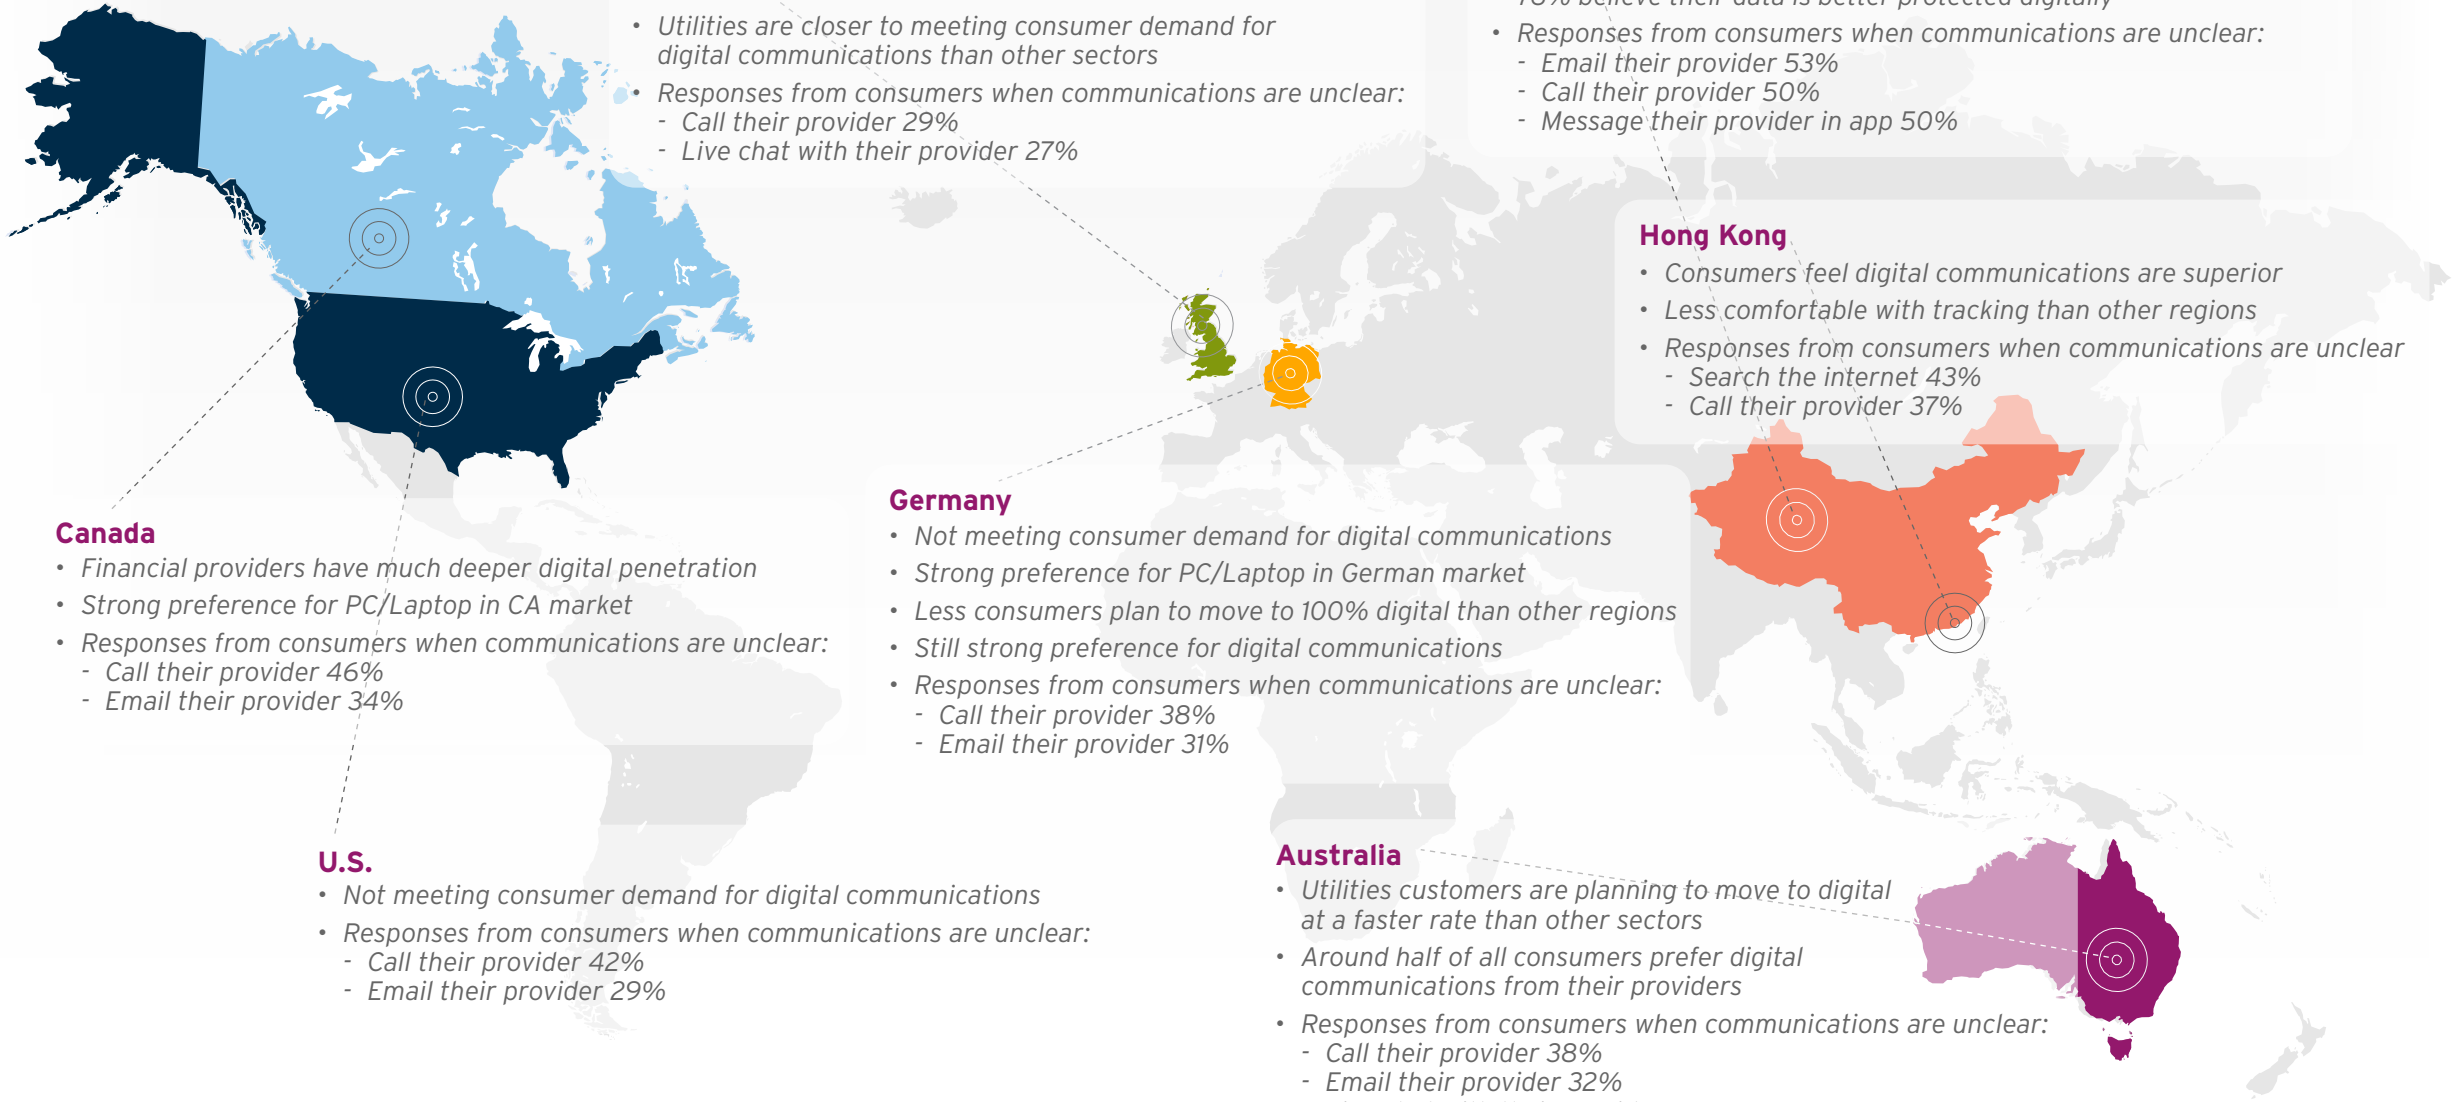 • Utilities are closer to meeting consumer demand for
digital communications than other sectors
• Responses from consumers when communications are unclear:
- Call their provider 29%
- Live chat with their provider 27%
believe their data is better protected digitally
• Responses from consumers when communications are unclear:
- Email their provider 53%
- Call their provider 50%
- Message their provider in app 50%
Hong Kong
• Consumers feel digital communications are superior
• Less comfortable with tracking than other regions
• Responses from consumers when communications are unclear
- Search the internet 43%
- Call their provider 37%
Canada
• Financial providers have much deeper digital penetration
• Strong preference for PC/Laptop in CA market
• Responses from consumers when communications are unclear:
- Call their provider 46%
- Email their provider 34%
Germany
• Not meeting consumer demand for digital communications
• Strong preference for PC/Laptop in German market
• Less consumers plan to move to 100% digital than other regions
• Still strong preference for digital communications
• Responses from consumers when communications are unclear:
- Call their provider 38%
- Email their provider 31%
U.S.
• Not meeting consumer demand for digital communications
• Responses from consumers when communications are unclear:
- Call their provider 42%
- Email their provider 29%
Australia
• Utilities customers are planning to move to digital
at a faster rate than other sectors
• Around half of all consumers prefer digital
communications from their providers
• Responses from consumers when communications are unclear:
- Call their provider 38%
- Email their provider 32%